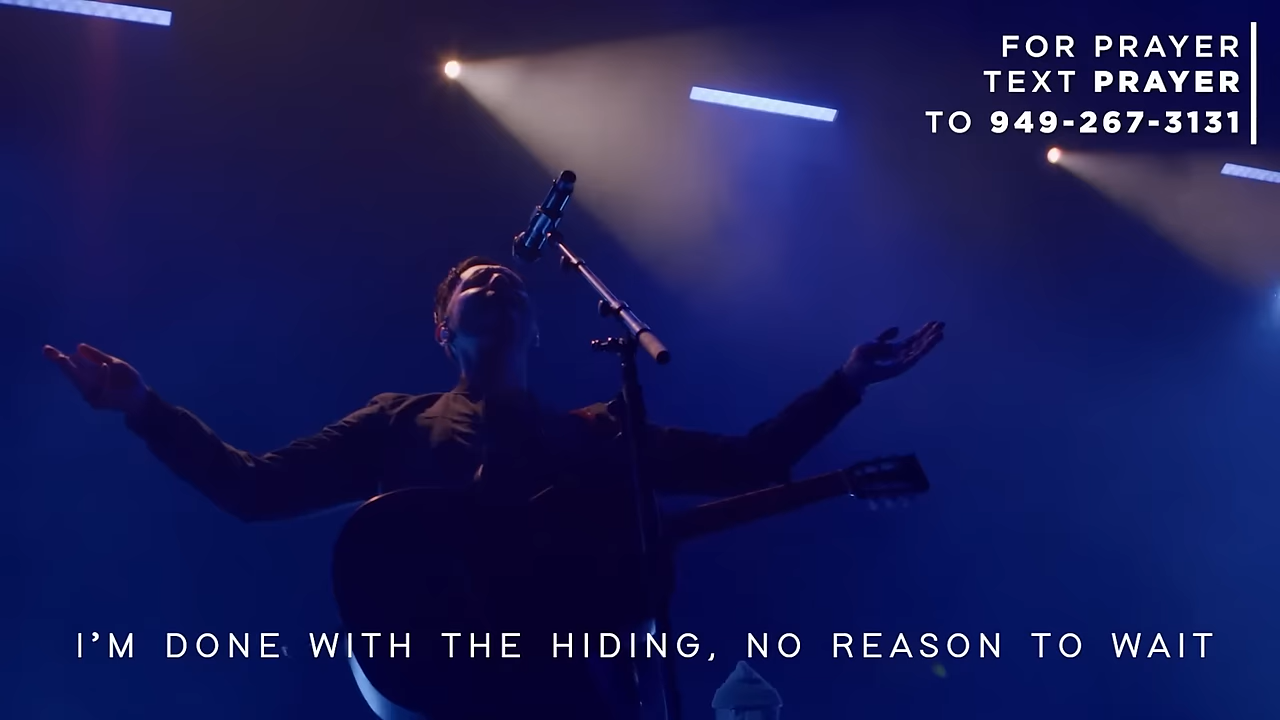 FOR PRAYER
TEXT PRAYER
TO 949-267-3131
I'M DONE WITH THE HIDING, NO REASON TO WAIT